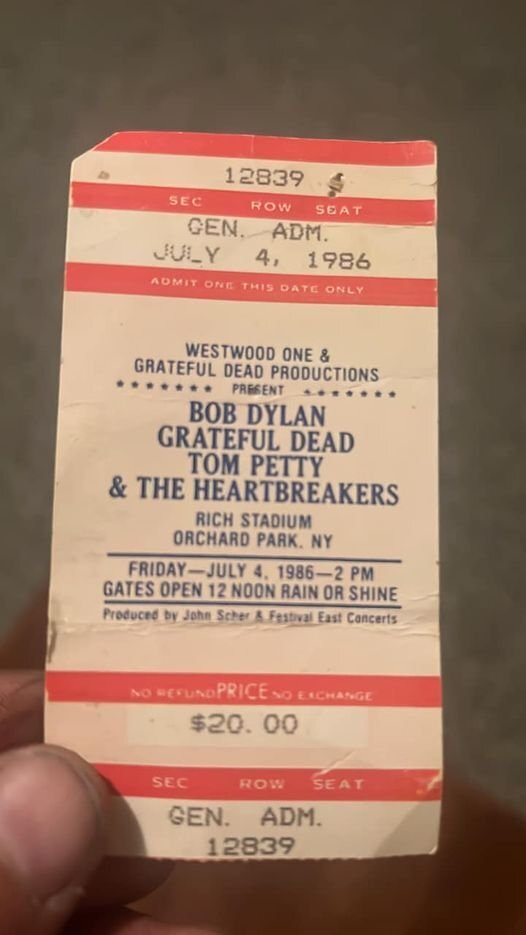 12839
SEC ROW SEAT
GEN. ADM.
JULY 4, 1986
ADMIT ONE THIS DATE ONLY
WESTWOOD ONE &
GRATEFUL DEAD PRODUCTIONS
******* PRESENT *******
BOB DYLAN
GRATEFUL DEAD
TOM PETTY
& THE HEARTBREAKERS
RICH STADIUM
ORCHARD PARK, NY
FRIDAY—JULY 4, 1986—2 PM
GATES OPEN 12 NOON RAIN OR SHINE
Produced by John Scher & Festival East Concerts
NO REFUND PRICE NO EXCHANGE
$20.00
SEC ROW SEAT
GEN. ADM.
12839